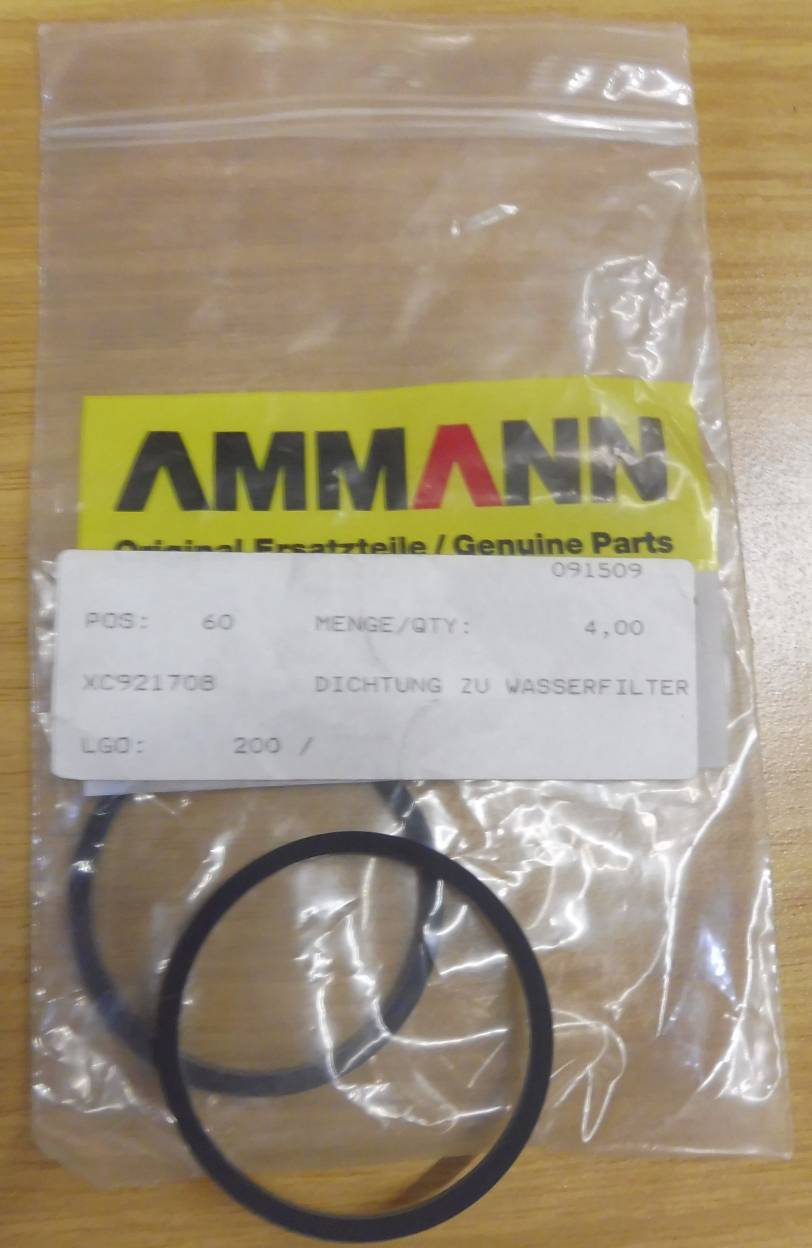 AMMANN
Original Ersatzteile / Genuine Parts
091509
POS: 60 MENGE/QTY: 4,00
XC921708 DICHTUNG ZU WASSERFILTER
LGO: 200 /